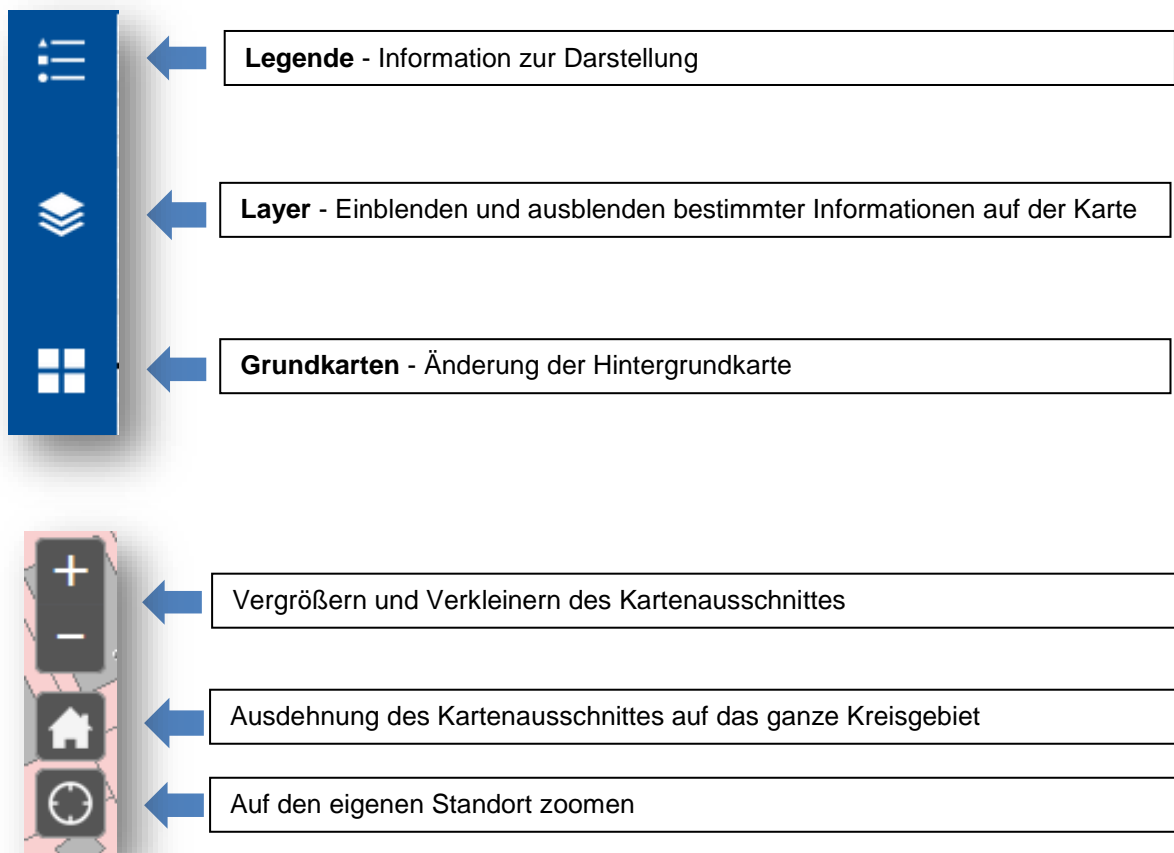 Legende - Information zur Darstellung
Layer - Einblenden und ausblenden bestimmter Informationen auf der Karte
Grundkarten - Änderung der Hintergrundkarte
Vergrößern und Verkleinern des Kartenausschnittes
Ausdehnung des Kartenausschnittes auf das ganze Kreisgebiet
Auf den eigenen Standort zoomen